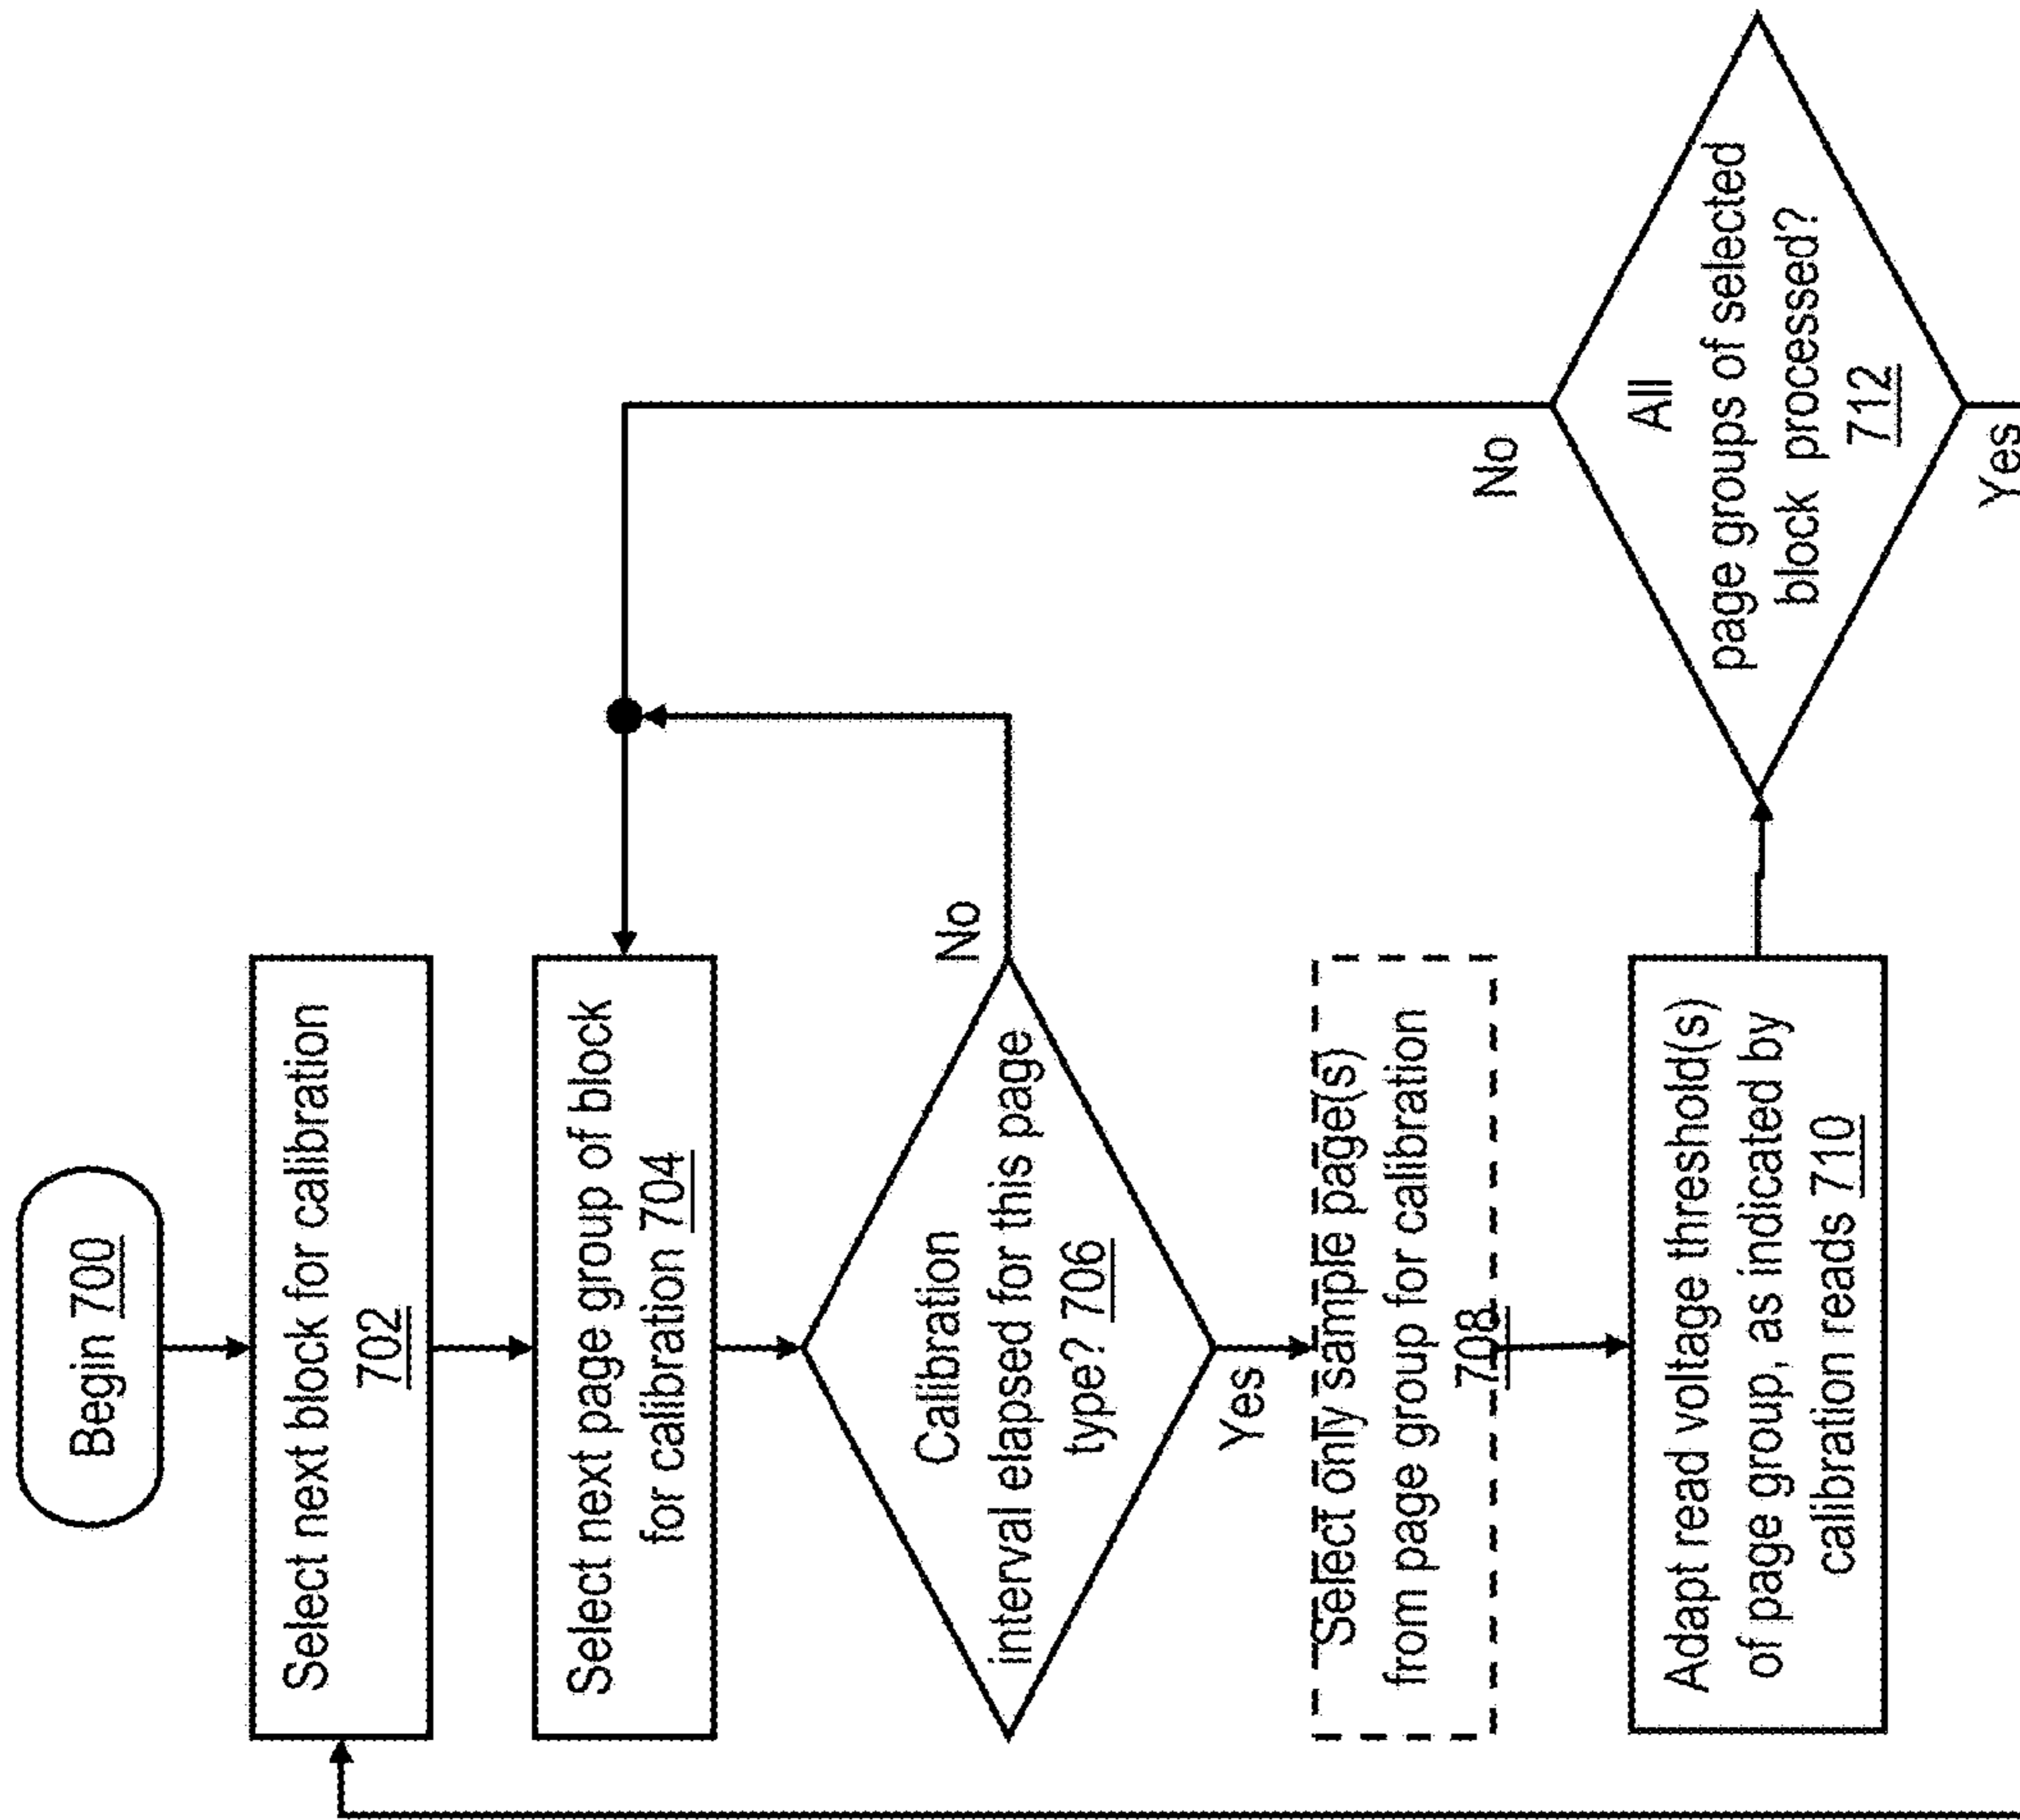 Begin 700
Select next block for calibration
702
Select next page group of block
for calibration 704
Calibration
interval elapsed for this page
type? 706
No
Yes
Select only sample page(s)
from page group for calibration
708
Adapt read voltage threshold(s)
of page group, as indicated by
calibration reads 710
All
page groups of selected
block processed?
712
No
Yes